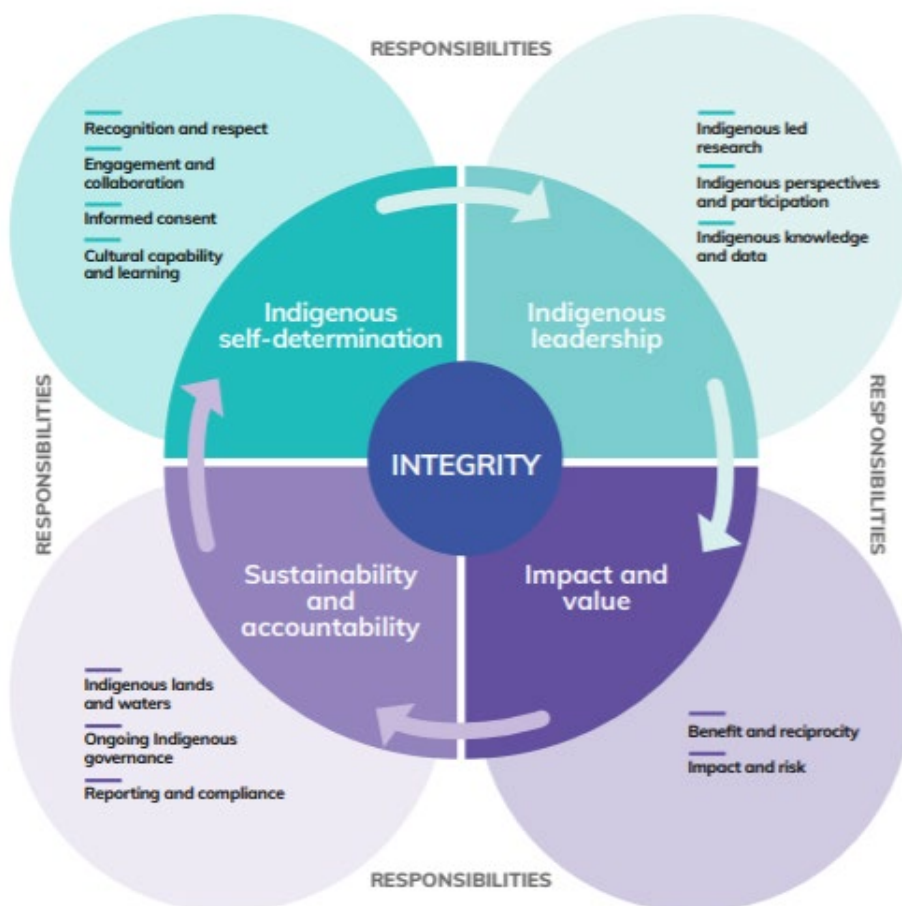 RESPONSIBILITIES
Recognition and respect
Engagement and
collaboration
Informed consent
Cultural capability
and learning
Indigenous led
research
Indigenous perspectives
and participation
Indigenous knowledge
and data
Indigenous
self-determination
Indigenous
leadership
RESPONSIBILITIES
INTEGRITY
RESPONSIBILITIES
Sustainability
and
accountability
Impact and
value
Indigenous lands
and waters
Ongoing Indigenous
governance
Reporting and compliance
Benefit and reciprocity
Impact and risk
RESPONSIBILITIES